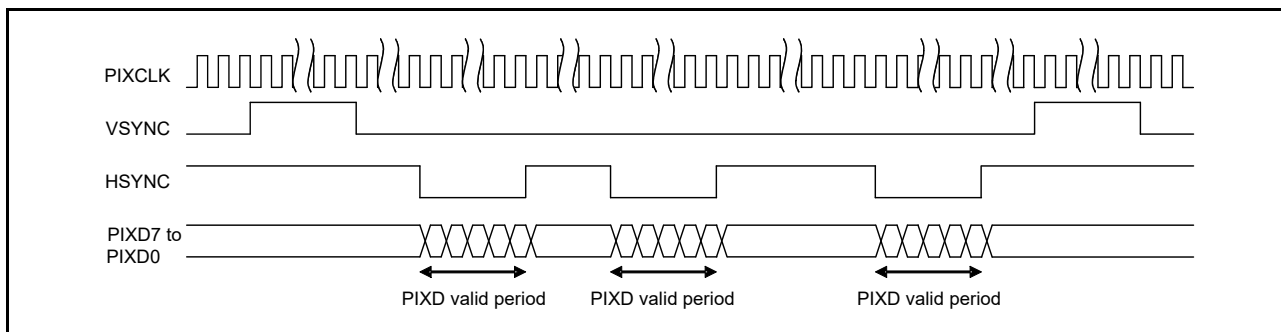 PIXCLK
VSYNC
HSYNC
PIXD7 to
PIXD0
PIXD valid period
PIXD valid period
PIXD valid period